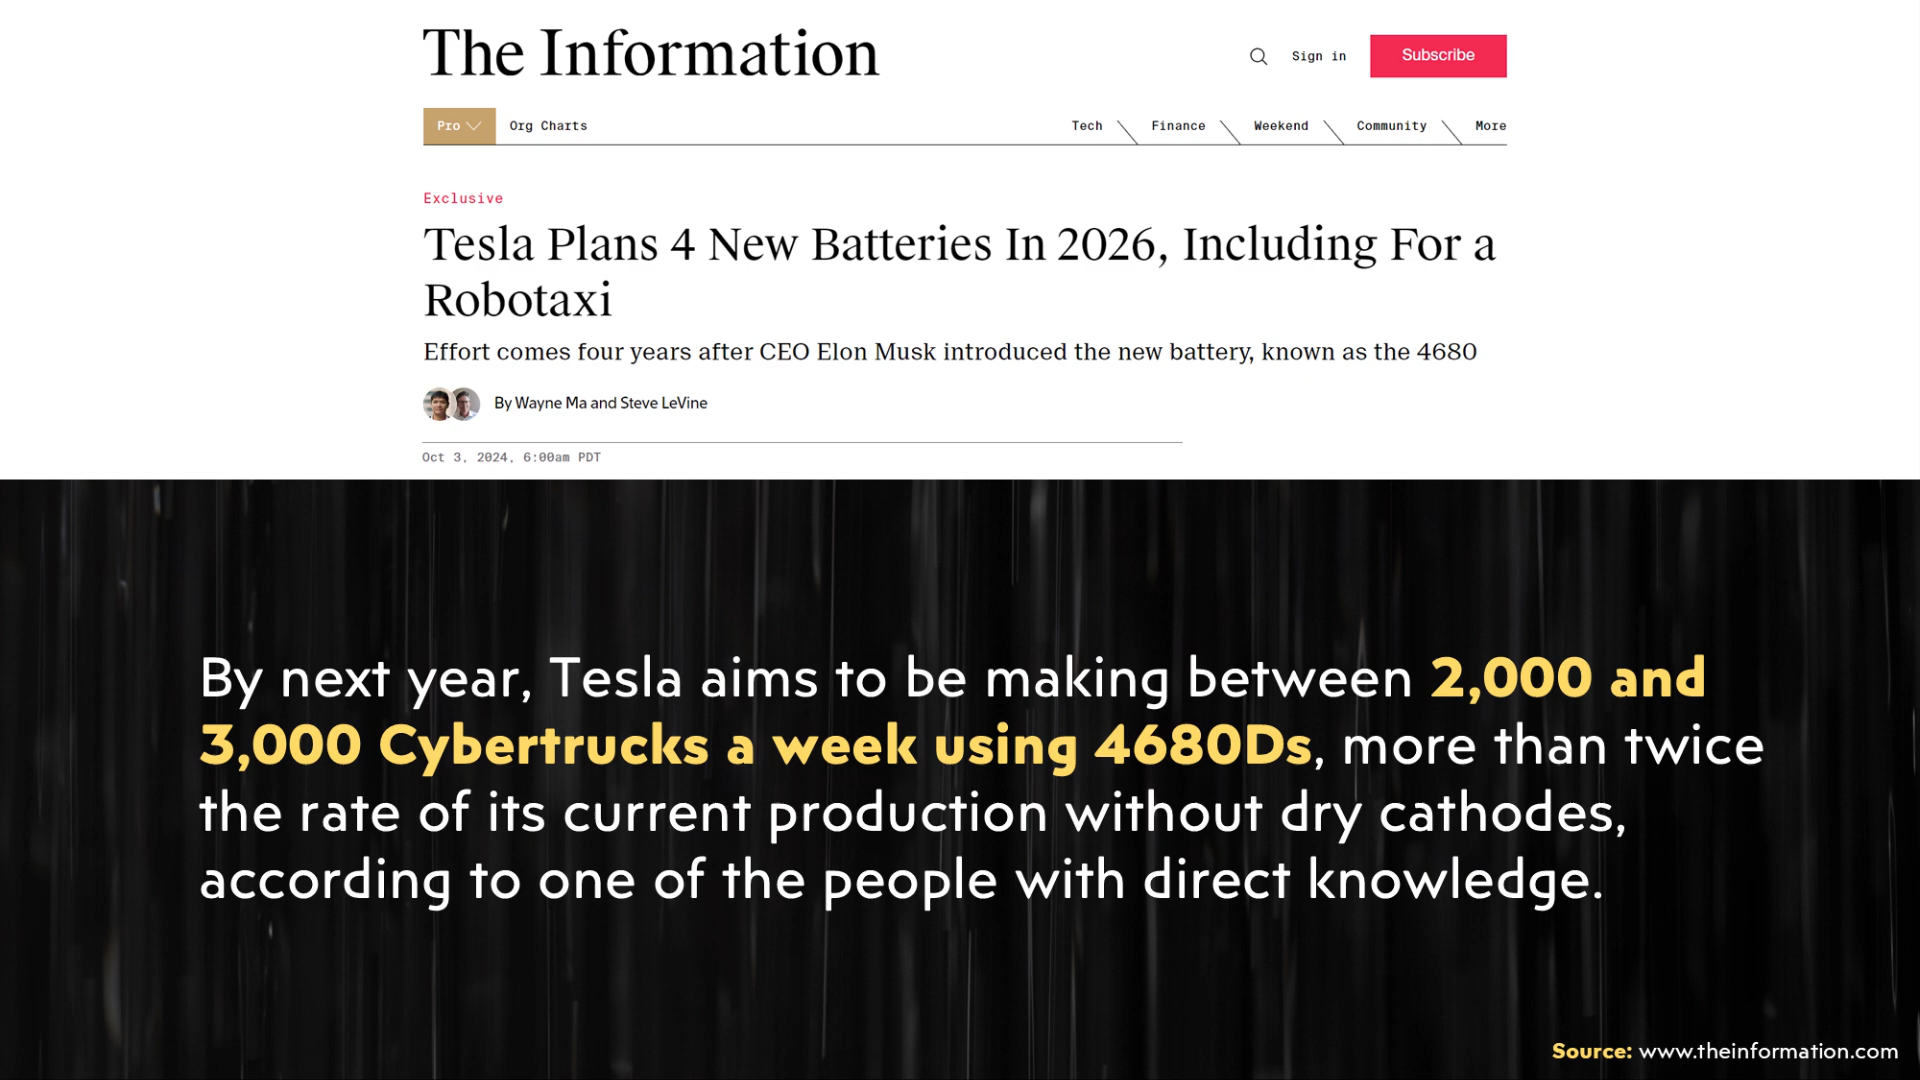 The Information
Sign in
Subscribe
Pro
Org Charts
Tech
Finance
Weekend
Community
More
Exclusive
Tesla Plans 4 New Batteries In 2026, Including For a
Robotaxi
Effort comes four years after CEO Elon Musk introduced the new battery, known as the 4680
By Wayne Ma and Steve LeVine
Oct 3, 2024, 6:00am PDT
By next year, Tesla aims to be making between 2,000 and
3,000 Cybertrucks a week using 4680Ds, more than twice
the rate of its current production without dry cathodes,
according to one of the people with direct knowledge.
Source: www.theinformation.com